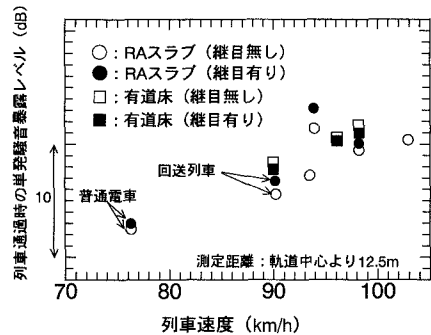 列車通過時の単発騒音暴露レベル（dB）
○：RAスラブ（継目無し）
●：RAスラブ（継目有り）
□：有道床（継目無し）
■：有道床（継目有り）
回送列車
10
普通電車
測定距離：軌道中心より12.5m
70 80 90 100
列車速度（km/h）